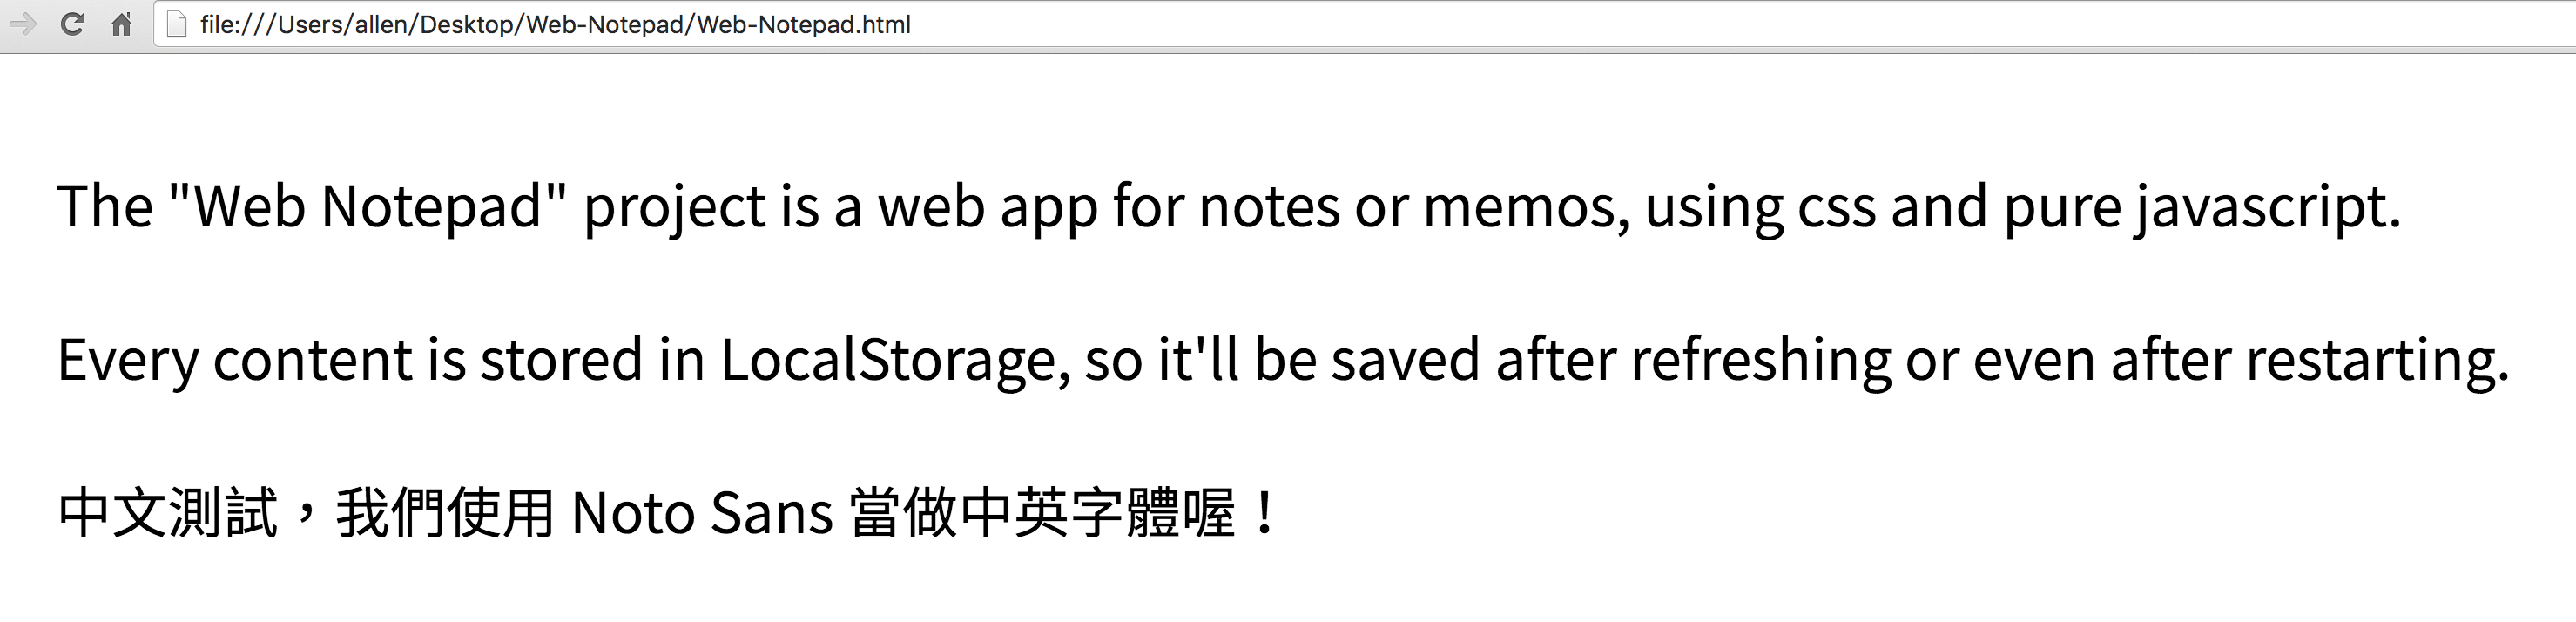 file:///Users/allen/Desktop/Web-Notepad/Web-Notepad.html
The "Web Notepad" project is a web app for notes or memos, using css and pure javascript.
Every content is stored in LocalStorage, so it'll be saved after refreshing or even after restarting.
中文測試，我們使用 Noto Sans 當做中英字體喔！